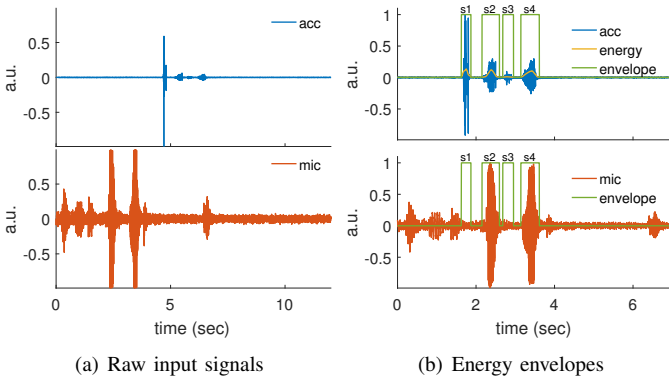 acc
0.5
0
-0.5
a.u.
mic
0.5
0
-0.5
a.u.
0 5 10
time (sec)
(a) Raw input signals
s1 s2 s3 s4
1
0.5
0
-0.5
-1
a.u.
acc
energy
envelope
s1 s2 s3 s4
1
0.5
0
-0.5
-1
a.u.
mic
envelope
0 2 4 6
time (sec)
(b) Energy envelopes